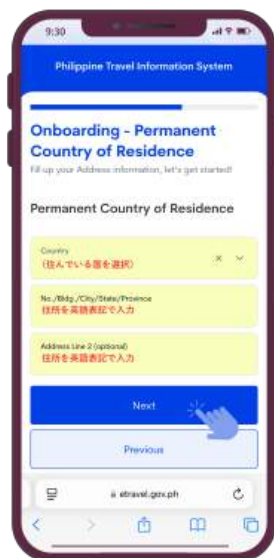 9:30
Philippine Travel Information System
Onboarding - Permanent
Country of Residence
Fill up your Address information, let's get started!
Permanent Country of Residence
Country
(住んでいる国を選択)
No./Bldg./City/State/Province
住所を英語表記で入力
Address Line 2 (optional)
住所を英語表記で入力
Next
Previous
etravel.gov.ph